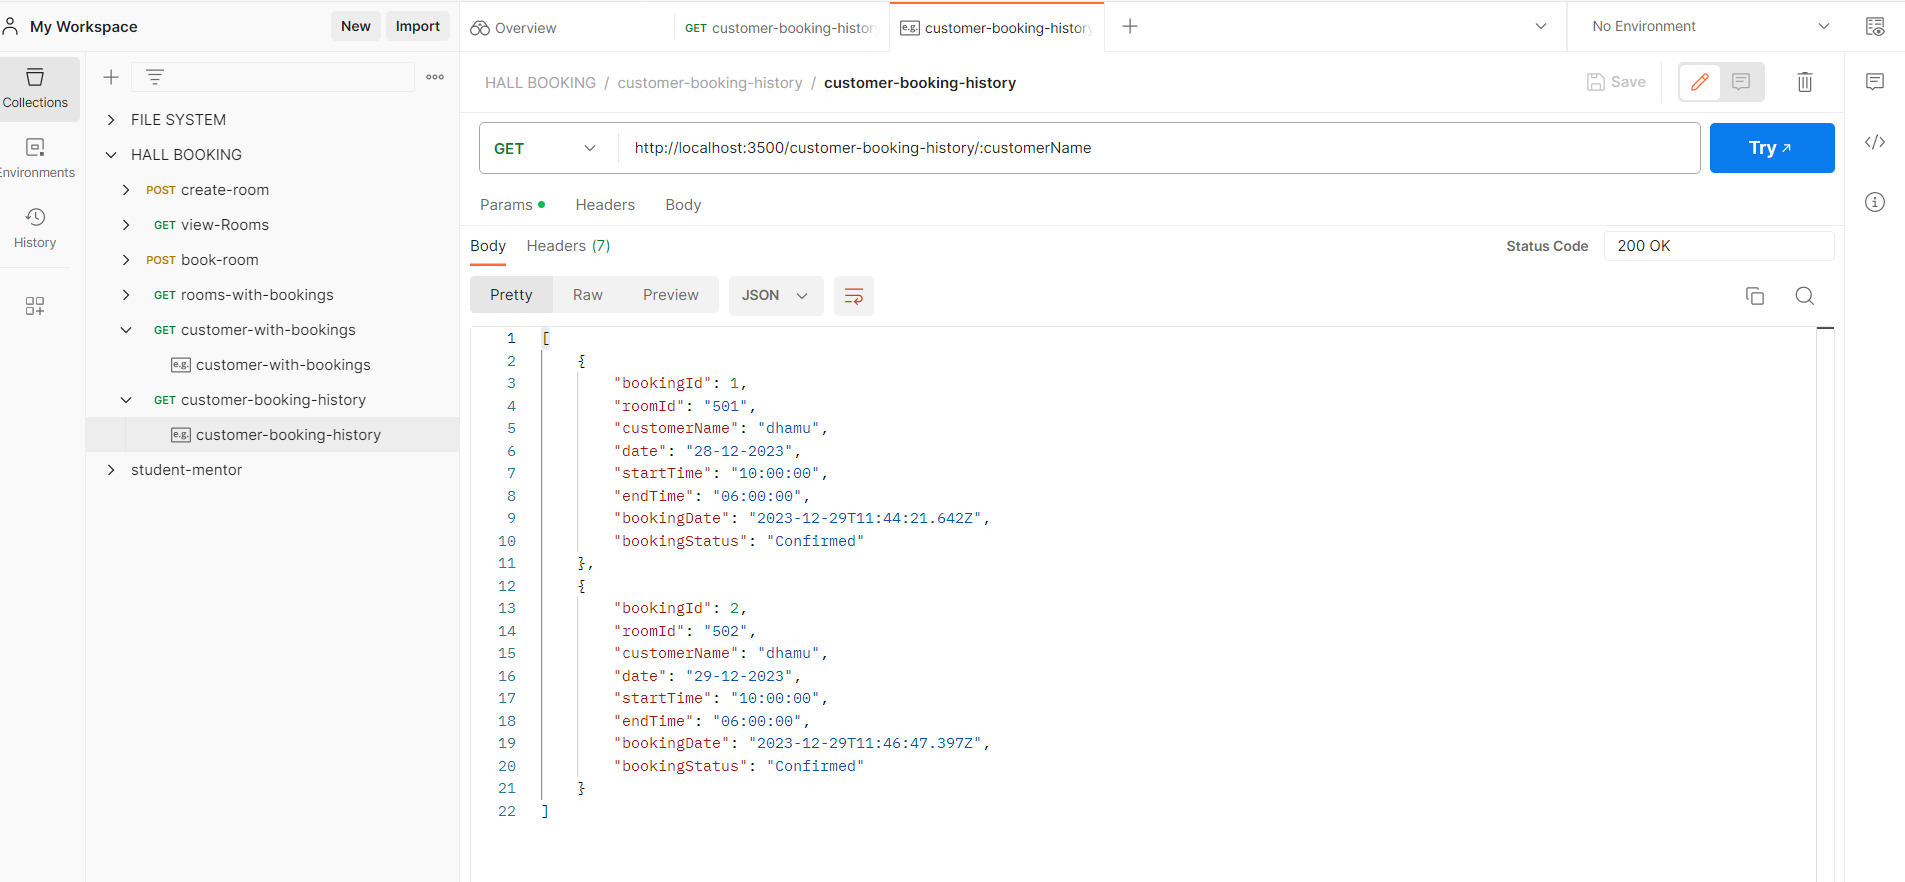 My Workspace
New
Import
Overview
GET customer-booking-histor
e.g. customer-booking-history
No Environment
Collections
Environments
History
FILE SYSTEM
HALL BOOKING
POST create-room
GET view-Rooms
POST book-room
GET rooms-with-bookings
GET customer-with-bookings
e.g. customer-with-bookings
GET customer-booking-history
e.g. customer-booking-history
student-mentor
HALL BOOKING / customer-booking-history / customer-booking-history
Save
GET
http://localhost:3500/customer-booking-history/:customerName
Try
Params
Headers
Body
Body
Headers (7)
Status Code
200 OK
Pretty
Raw
Preview
JSON
1 [
2 {
3 "bookingId": 1,
4 "roomId": "501",
5 "customerName": "dhamu",
6 "date": "28-12-2023",
7 "startTime": "10:00:00",
8 "endTime": "06:00:00",
9 "bookingDate": "2023-12-29T11:44:21.642Z",
10 "bookingStatus": "Confirmed"
11 },
12 {
13 "bookingId": 2,
14 "roomId": "502",
15 "customerName": "dhamu",
16 "date": "29-12-2023",
17 "startTime": "10:00:00",
18 "endTime": "06:00:00",
19 "bookingDate": "2023-12-29T11:46:47.397Z",
20 "bookingStatus": "Confirmed"
21 }
22 ]